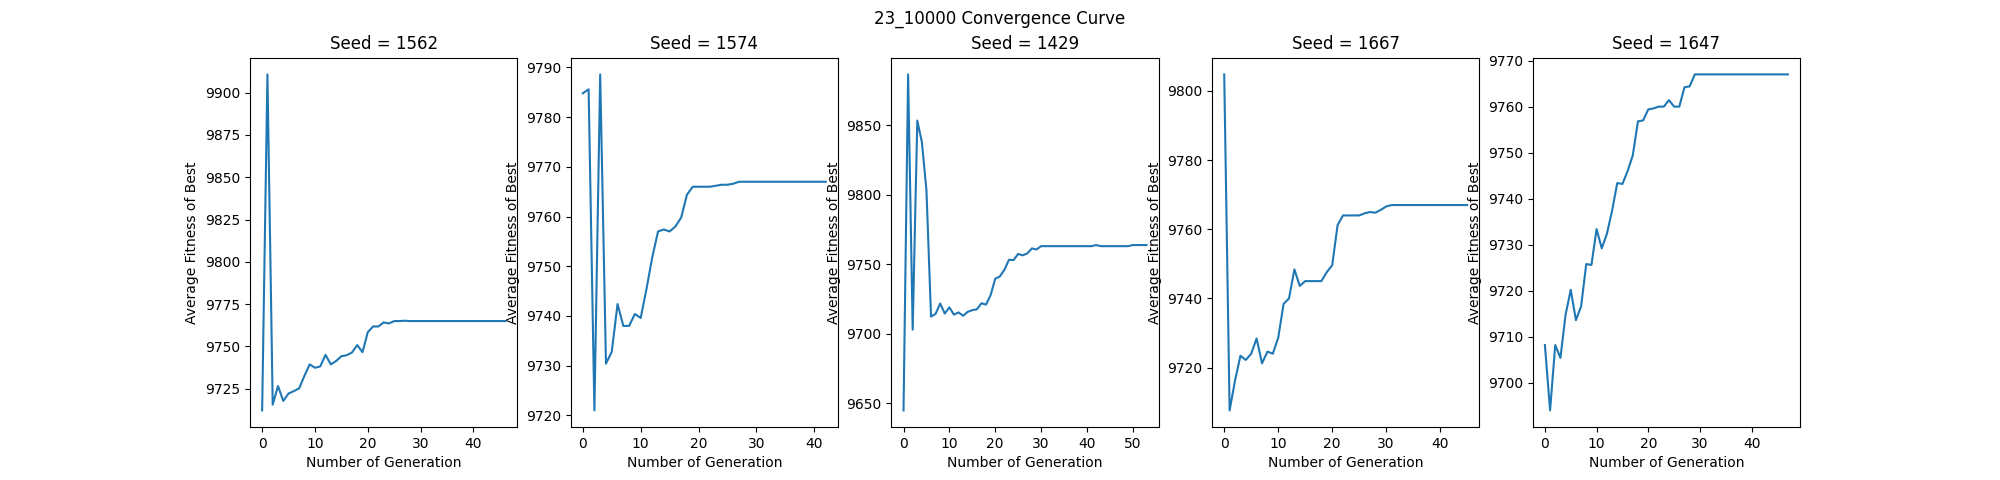 23_10000 Convergence Curve
Seed = 1562
Seed = 1574
Seed = 1429
Seed = 1667
Seed = 1647
Average Fitness of Best
9900
9875
9850
9825
9800
9775
9750
9725
0 10 20 30 40
Number of Generation
Average Fitness of Best
9790
9780
9770
9760
9750
9740
9730
9720
0 10 20 30 40
Number of Generation
Average Fitness of Best
9850
9800
9750
9700
9650
0 10 20 30 40 50
Number of Generation
Average Fitness of Best
9800
9780
9760
9740
9720
0 10 20 30 40
Number of Generation
Average Fitness of Best
9770
9760
9750
9740
9730
9720
9710
9700
0 10 20 30 40
Number of Generation